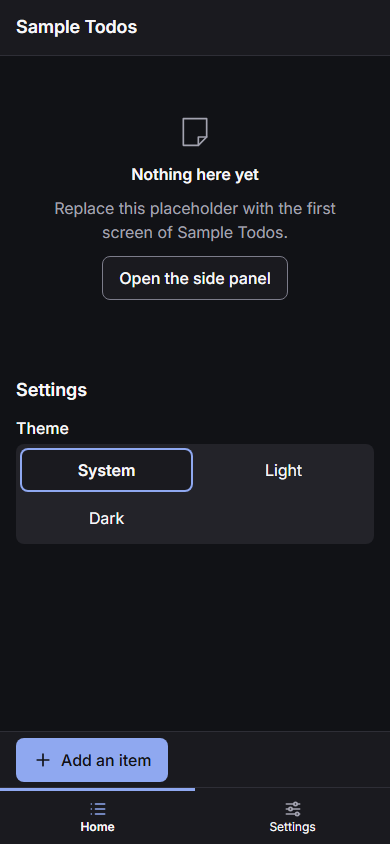 Sample Todos
Nothing here yet
Replace this placeholder with the first
screen of Sample Todos.
Open the side panel
Settings
Theme
System
Light
Dark
Add an item
Home
Settings